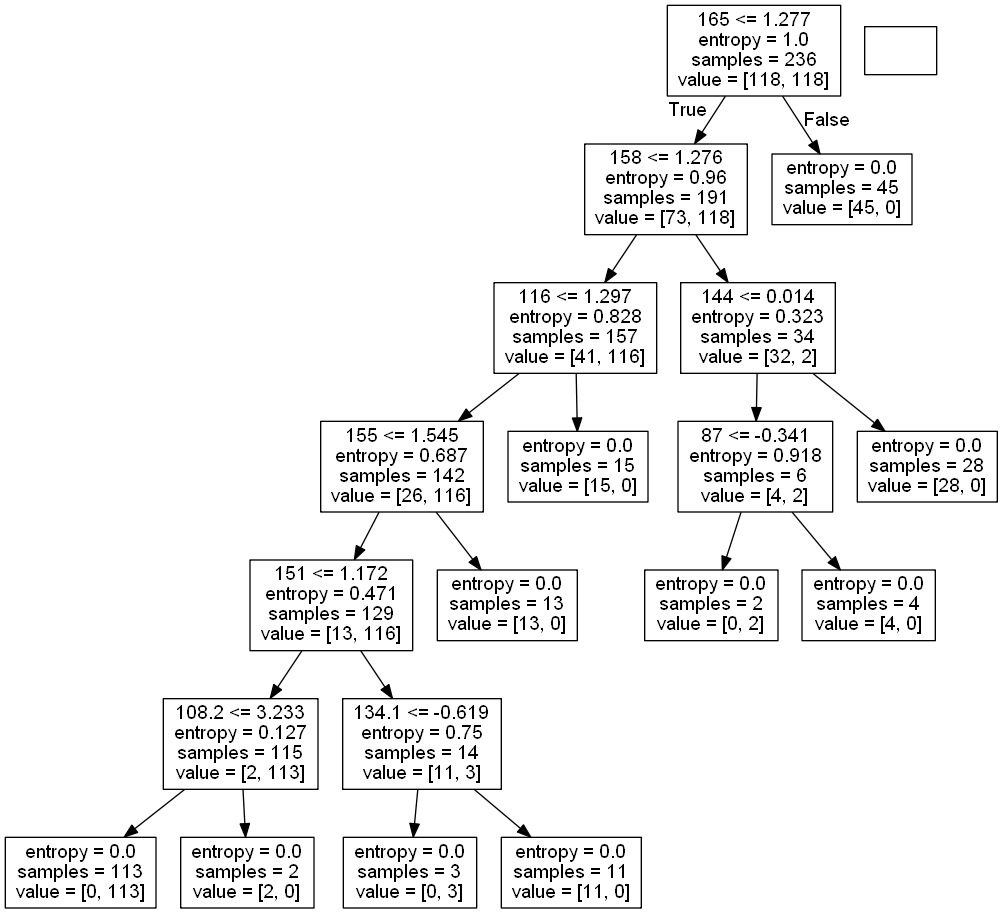 165 <= 1.277
entropy = 1.0
samples = 236
value = [118, 118]
True
False
158 <= 1.276
entropy = 0.96
samples = 191
value = [73, 118]
entropy = 0.0
samples = 45
value = [45, 0]
116 <= 1.297
entropy = 0.828
samples = 157
value = [41, 116]
144 <= 0.014
entropy = 0.323
samples = 34
value = [32, 2]
155 <= 1.545
entropy = 0.687
samples = 142
value = [26, 116]
entropy = 0.0
samples = 15
value = [15, 0]
87 <= -0.341
entropy = 0.918
samples = 6
value = [4, 2]
entropy = 0.0
samples = 28
value = [28, 0]
151 <= 1.172
entropy = 0.471
samples = 129
value = [13, 116]
entropy = 0.0
samples = 13
value = [13, 0]
entropy = 0.0
samples = 2
value = [0, 2]
entropy = 0.0
samples = 4
value = [4, 0]
108.2 <= 3.233
entropy = 0.127
samples = 115
value = [2, 113]
134.1 <= -0.619
entropy = 0.75
samples = 14
value = [11, 3]
entropy = 0.0
samples = 113
value = [0, 113]
entropy = 0.0
samples = 2
value = [2, 0]
entropy = 0.0
samples = 3
value = [0, 3]
entropy = 0.0
samples = 11
value = [11, 0]